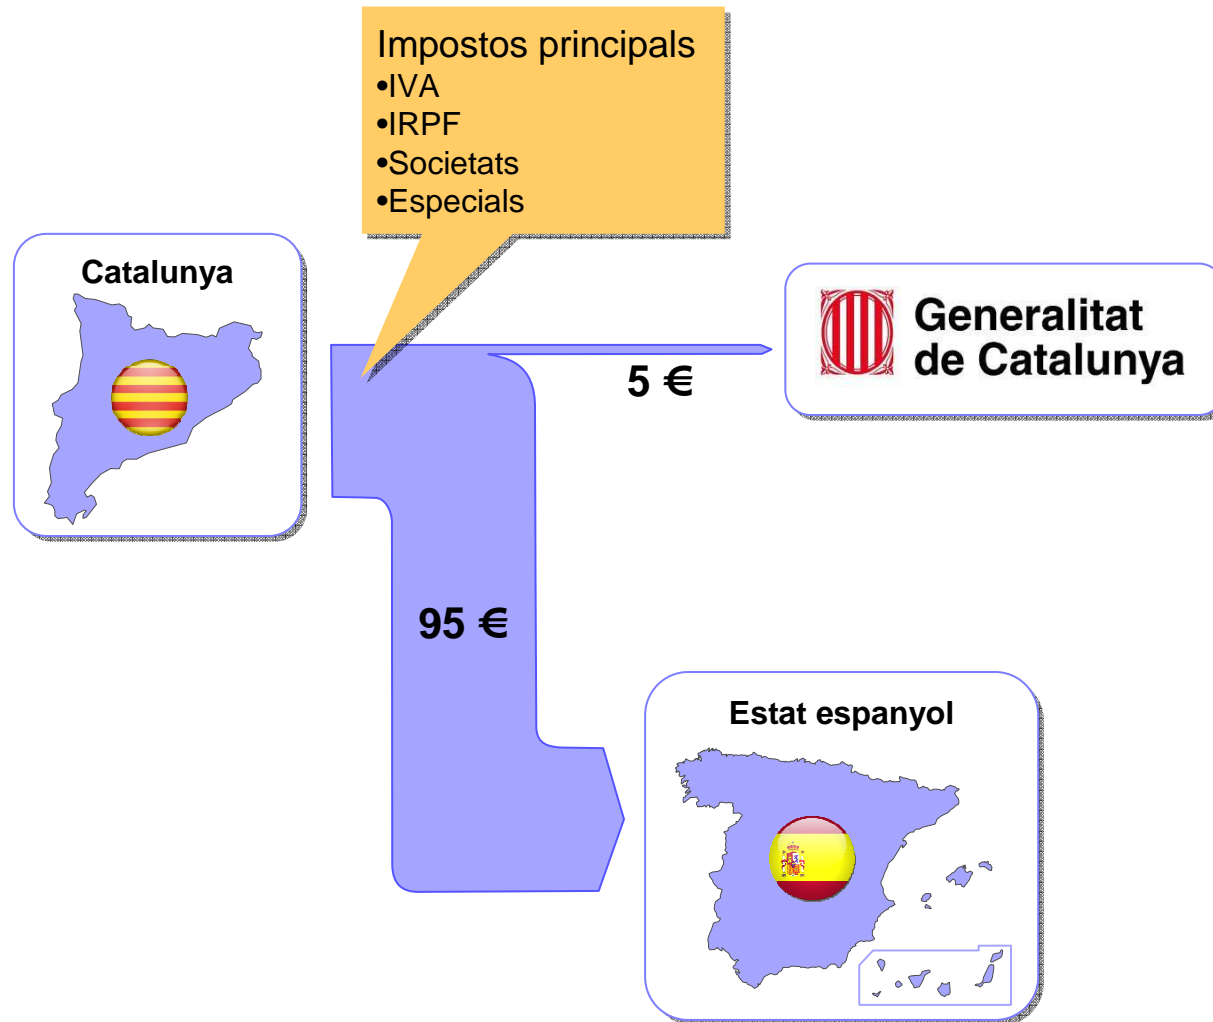 Impostos principals
•IVA
•IRPF
•Societats
•Especials
Catalunya
Generalitat
de Catalunya
5 €
95 €
Estat espanyol